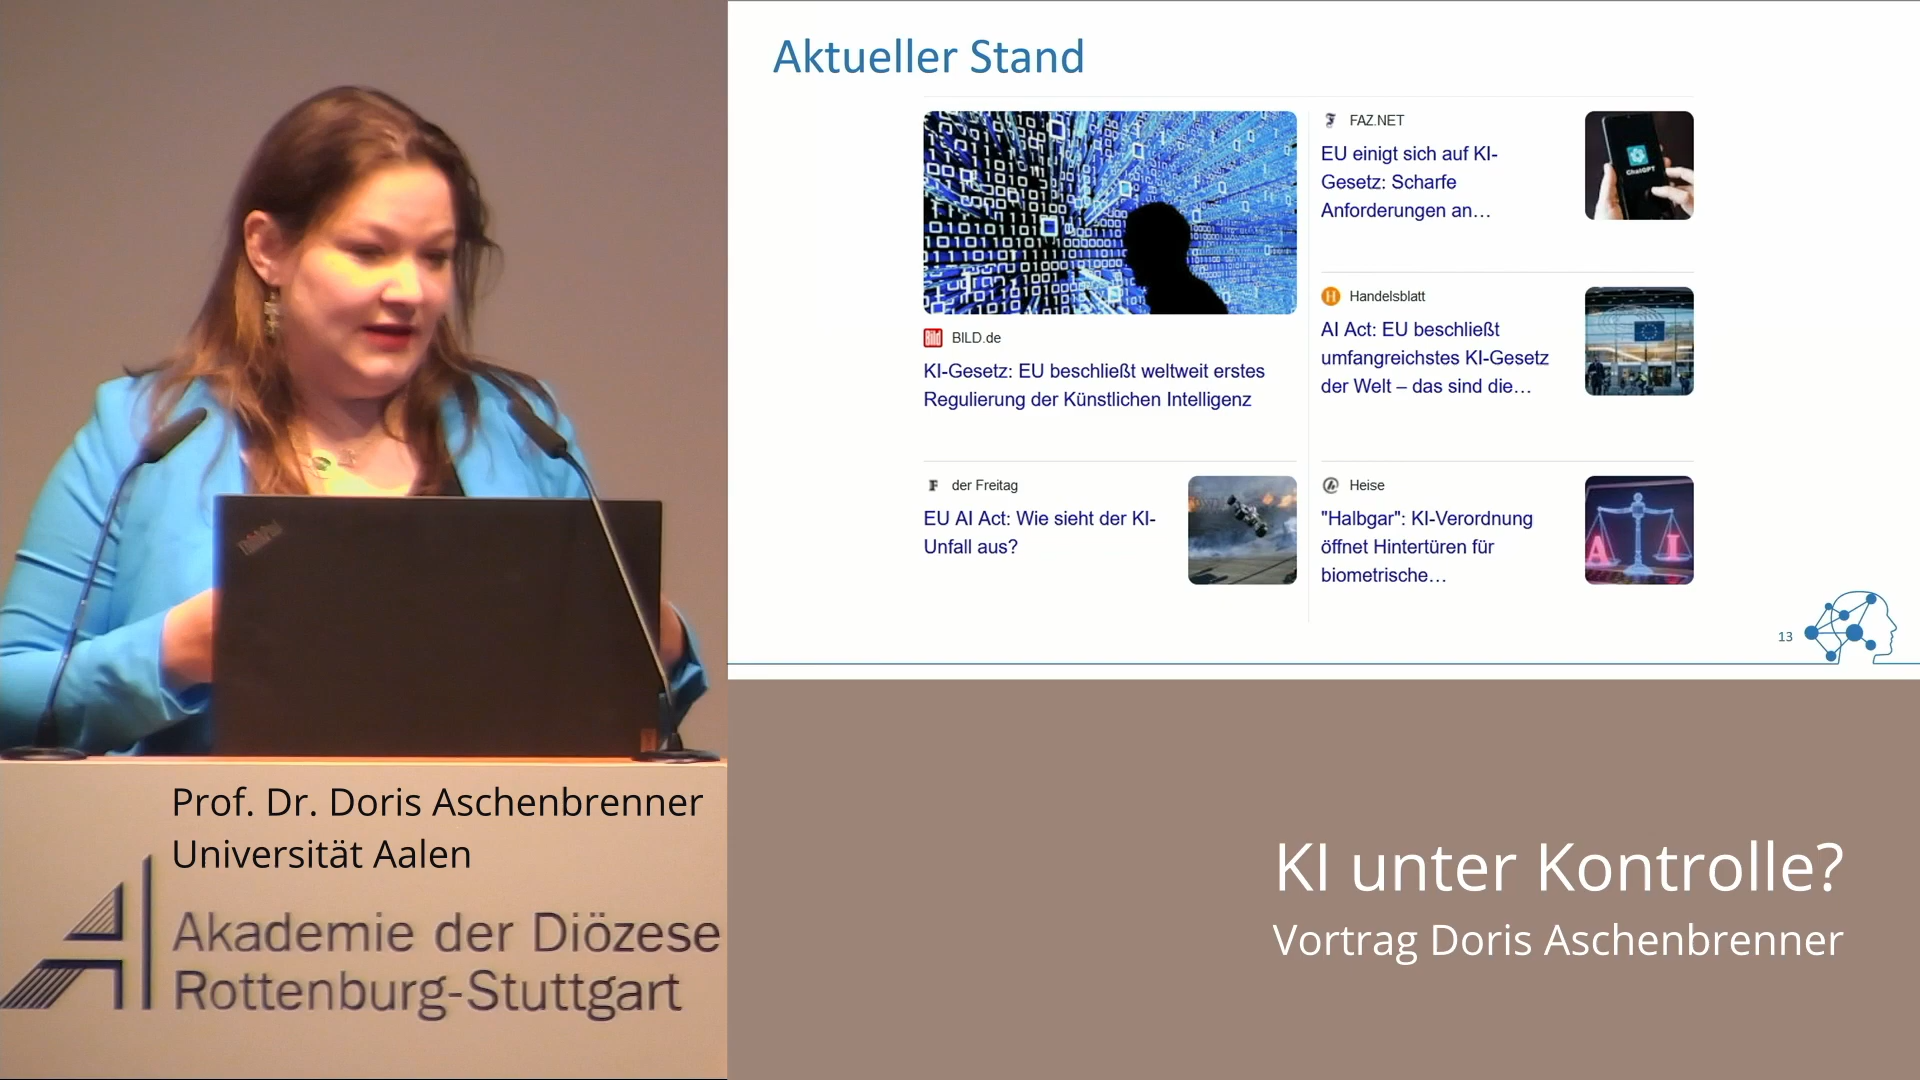 Aktueller Stand
BILD.de
KI-Gesetz: EU beschließt weltweit erstes
Regulierung der Künstlichen Intelligenz
der Freitag
EU AI Act: Wie sieht der KI-
Unfall aus?
FAZ.NET
EU einigt sich auf KI-
Gesetz: Scharfe
Anforderungen an…
ChatGPT
Handelsblatt
AI Act: EU beschließt
umfangreichstes KI-Gesetz
der Welt – das sind die…
Heise
"Halbgar": KI-Verordnung
öffnet Hintertüren für
biometrische…
A I
13
ThinkPad
Prof. Dr. Doris Aschenbrenner
Universität Aalen
Akademie der Diözese
Rottenburg-Stuttgart
KI unter Kontrolle?
Vortrag Doris Aschenbrenner